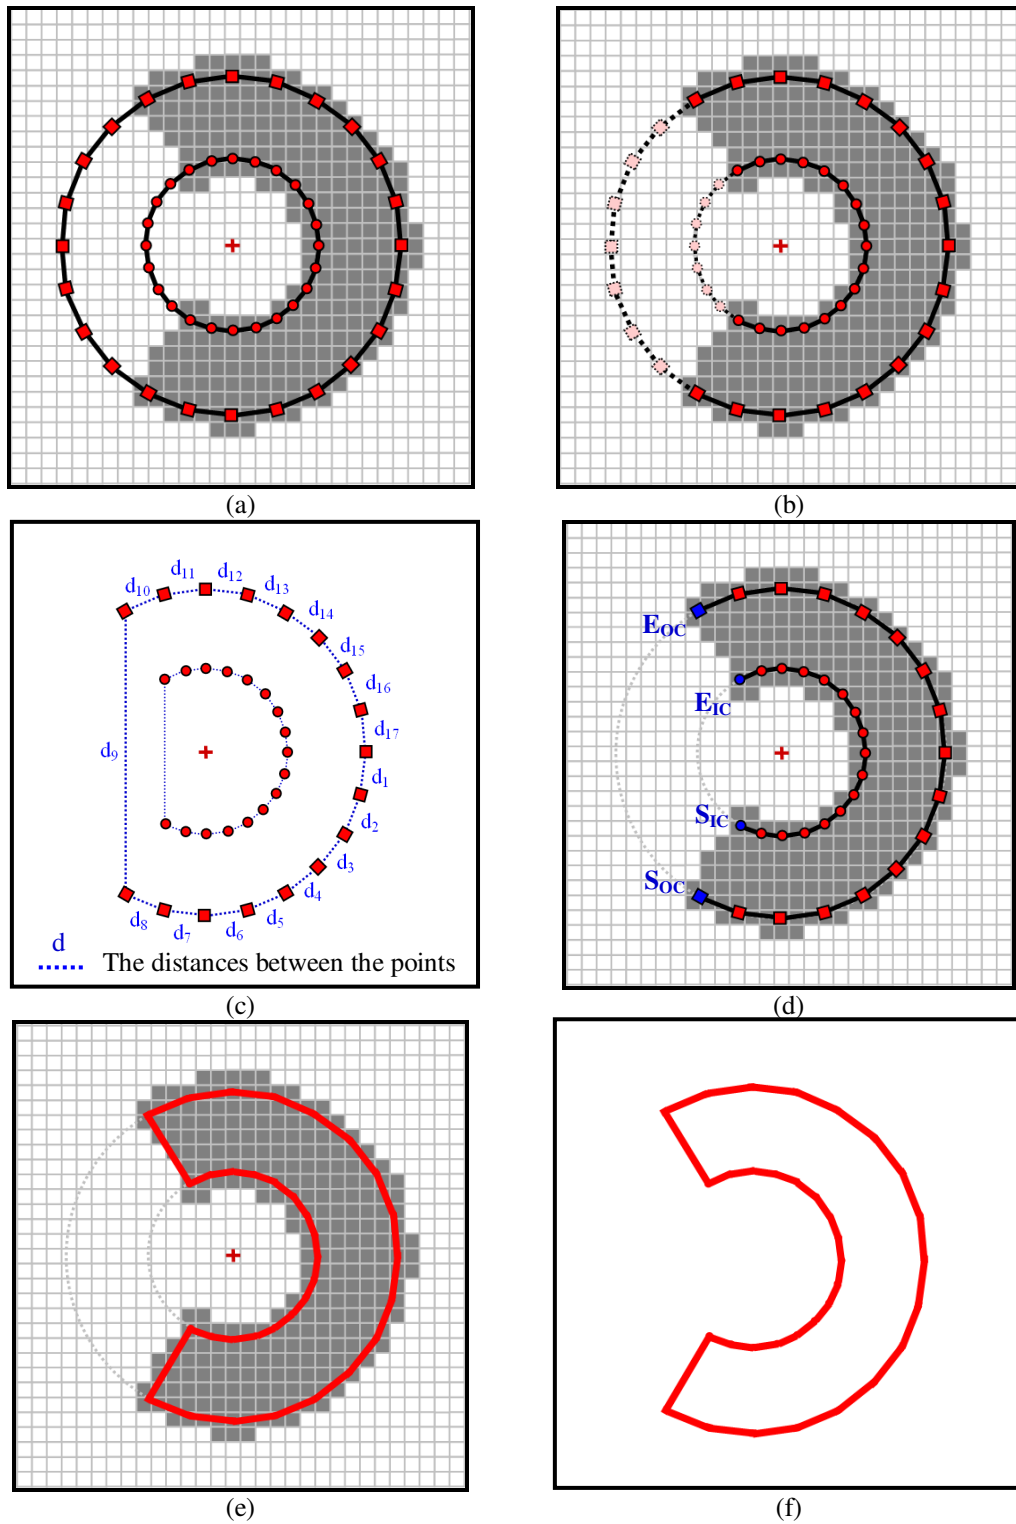 (a)
(b)
d10
d11
d12
d13
d14
d15
d16
d17
d9
d1
d2
d3
d4
d5
d6
d7
d8
d
The distances between the points
(c)
EOC
EIC
SIC
SOC
(d)
(e)
(f)